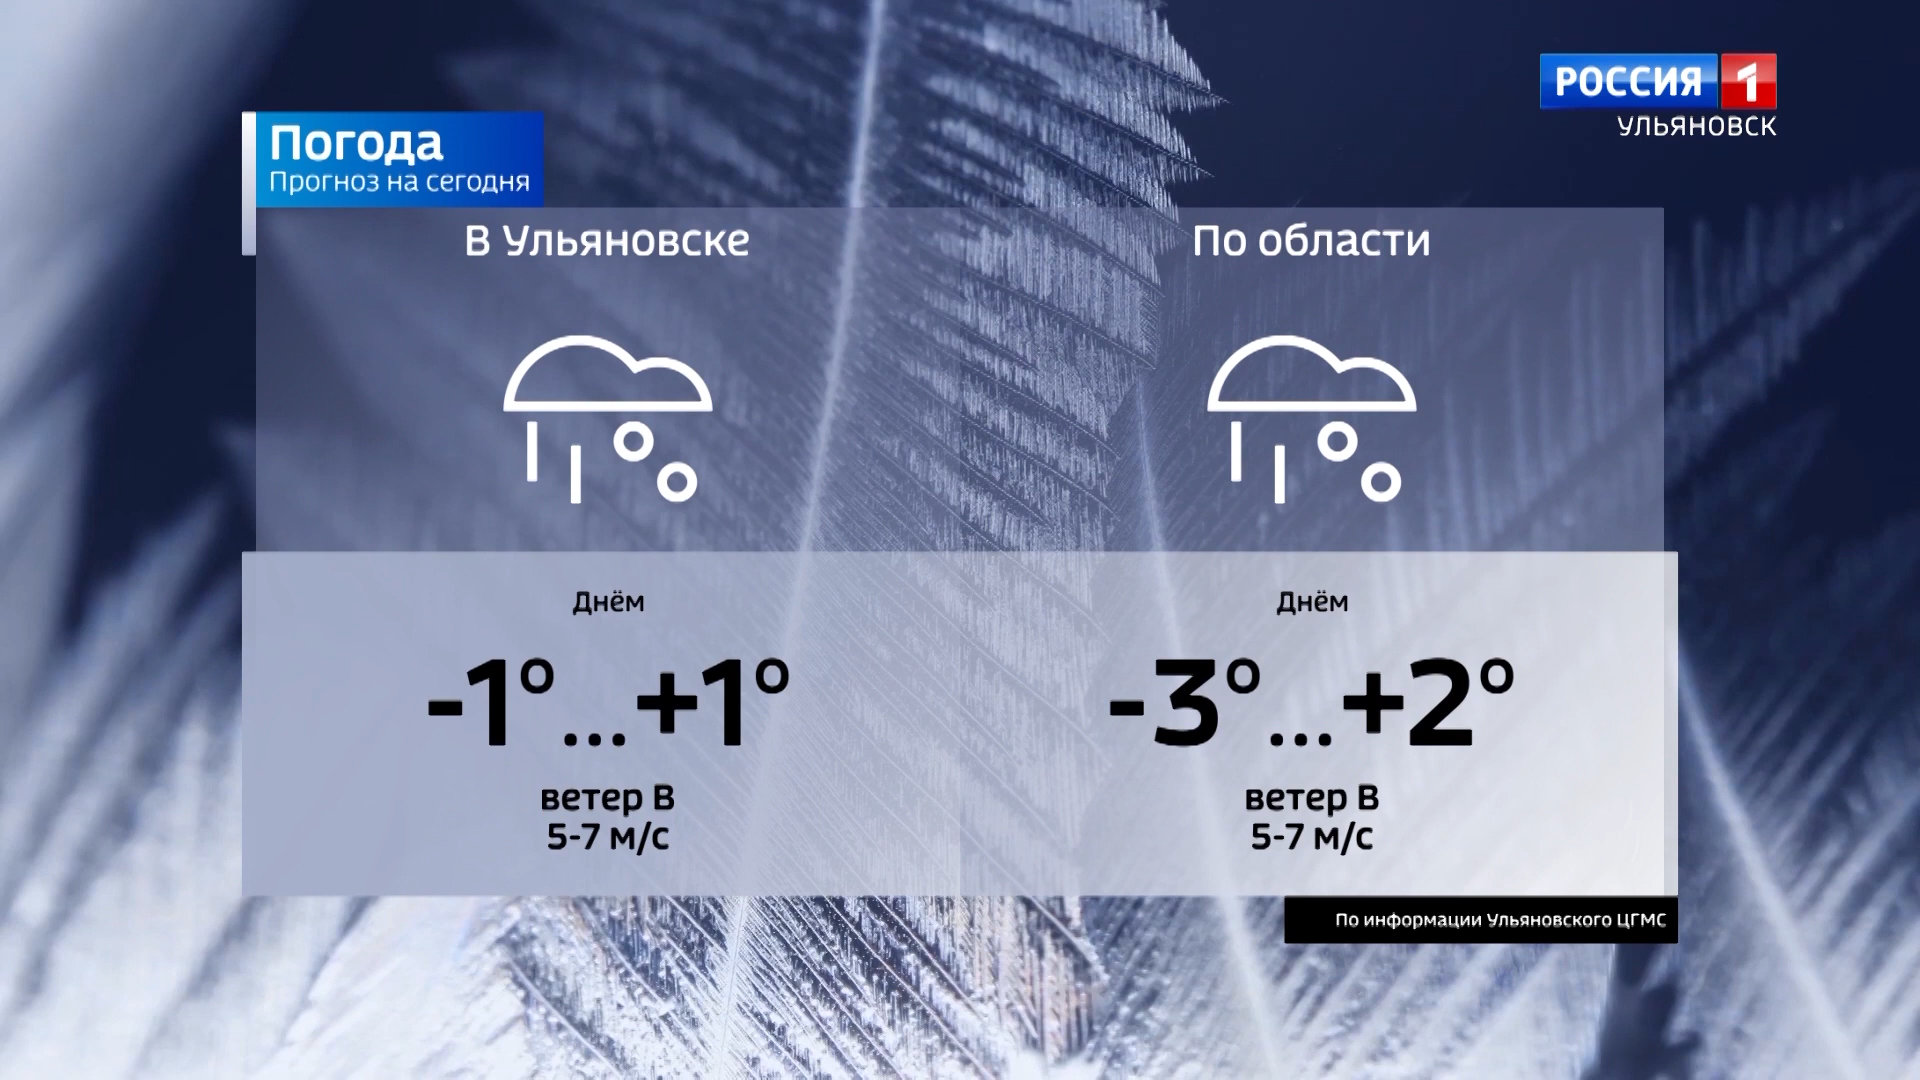 РОССИЯ 1
УЛЬЯНОВСК
Погода
Прогноз на сегодня
В Ульяновске
По области
Днём
-1°...+1°
ветер В
5-7 м/с
Днём
-3°...+2°
ветер В
5-7 м/с
По информации Ульяновского ЦГМС